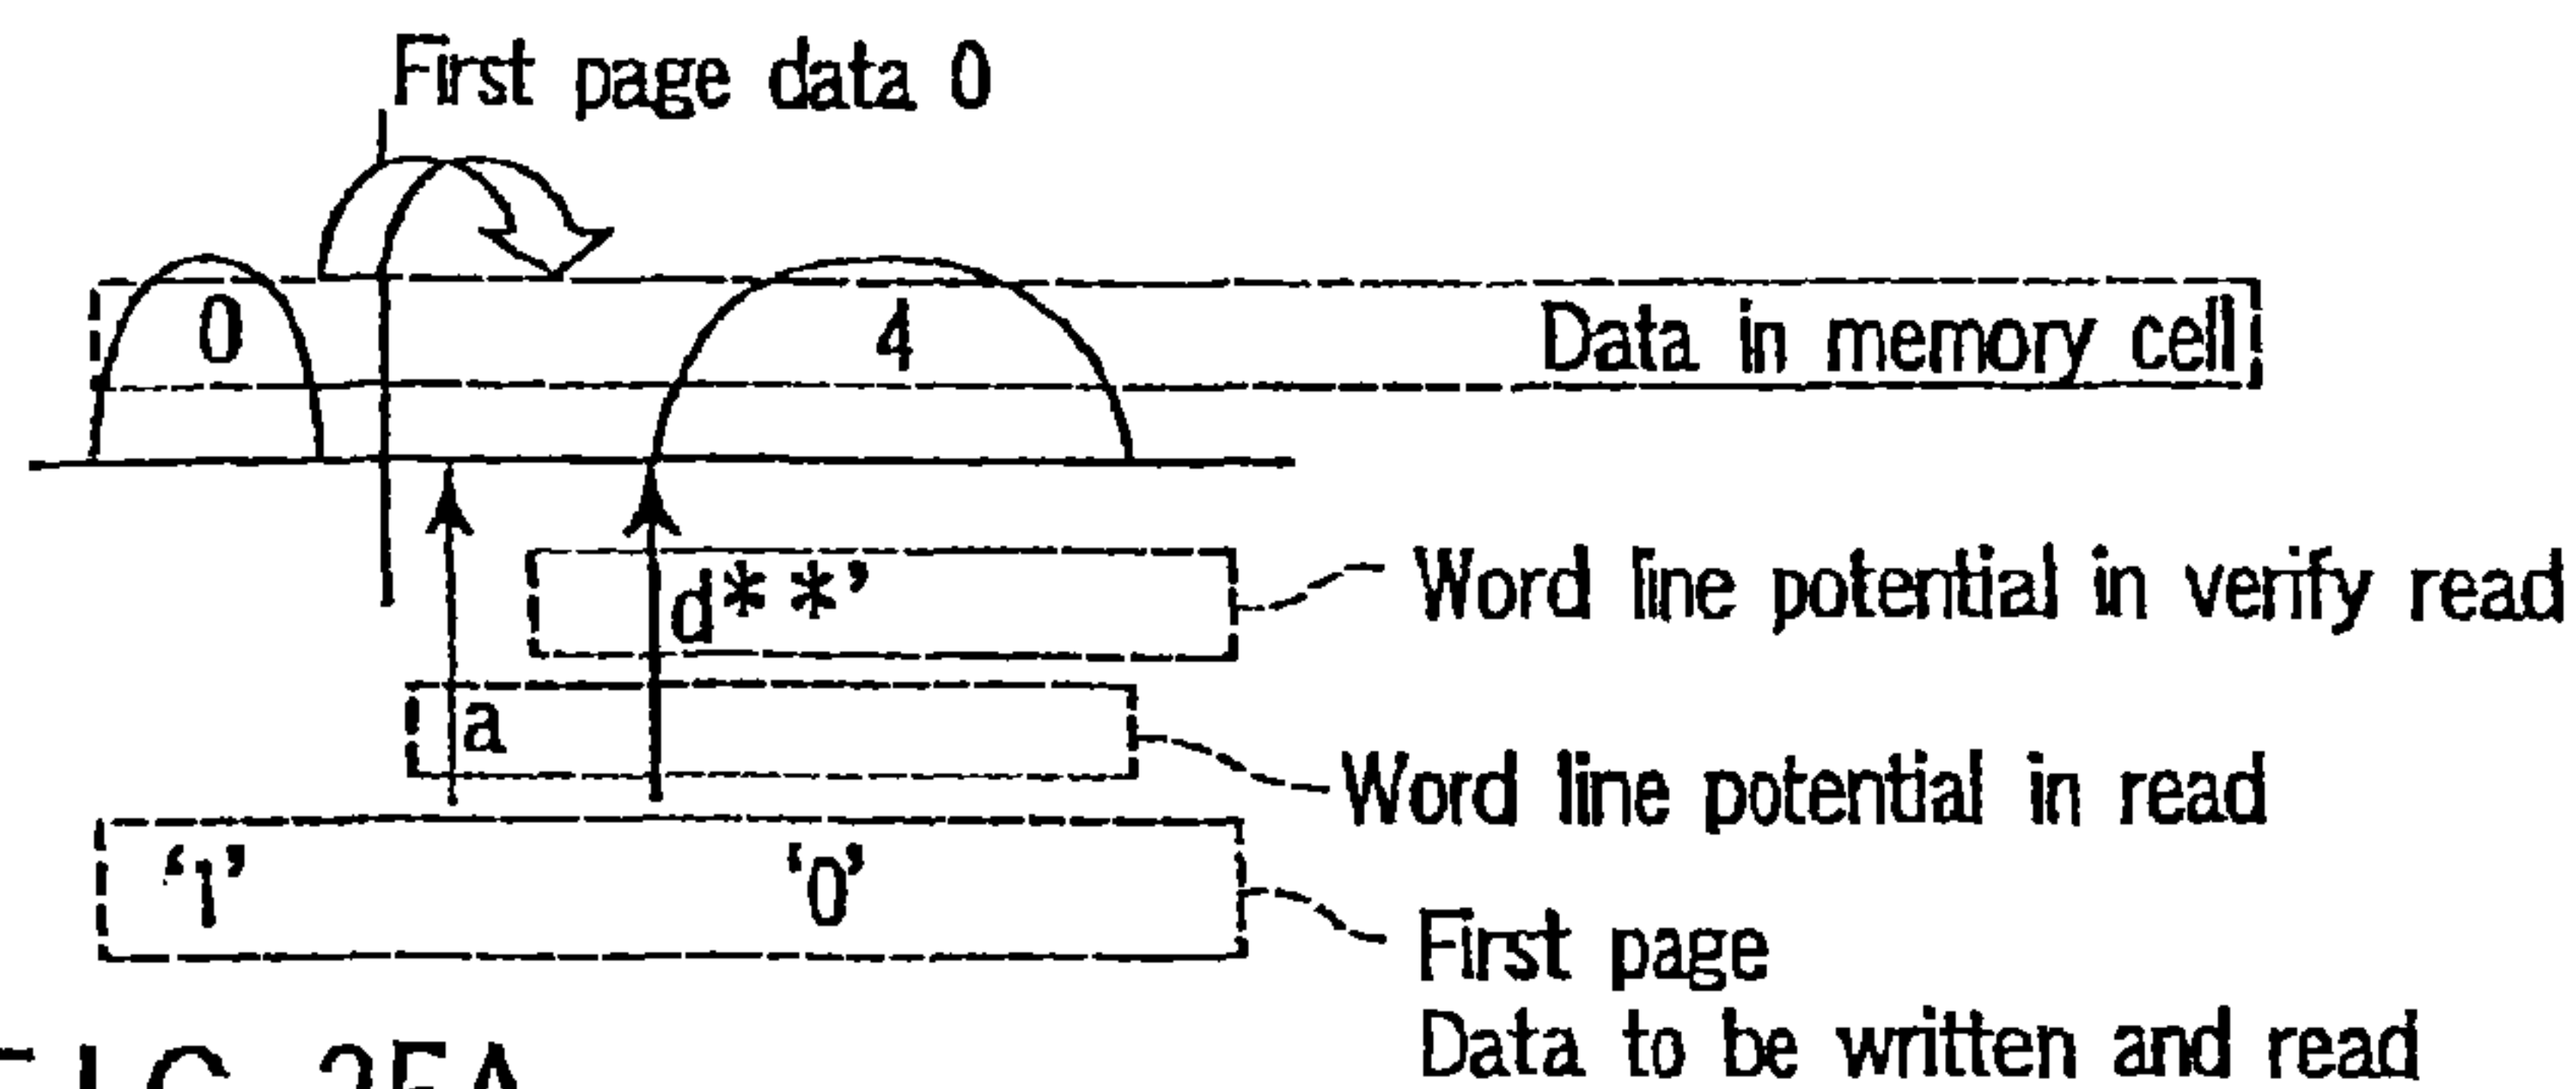 First page data 0
0
4
Data in memory cell
d**’
Word line potential in verify read
a
Word line potential in read
‘1’
‘0’
First page
Data to be written and read